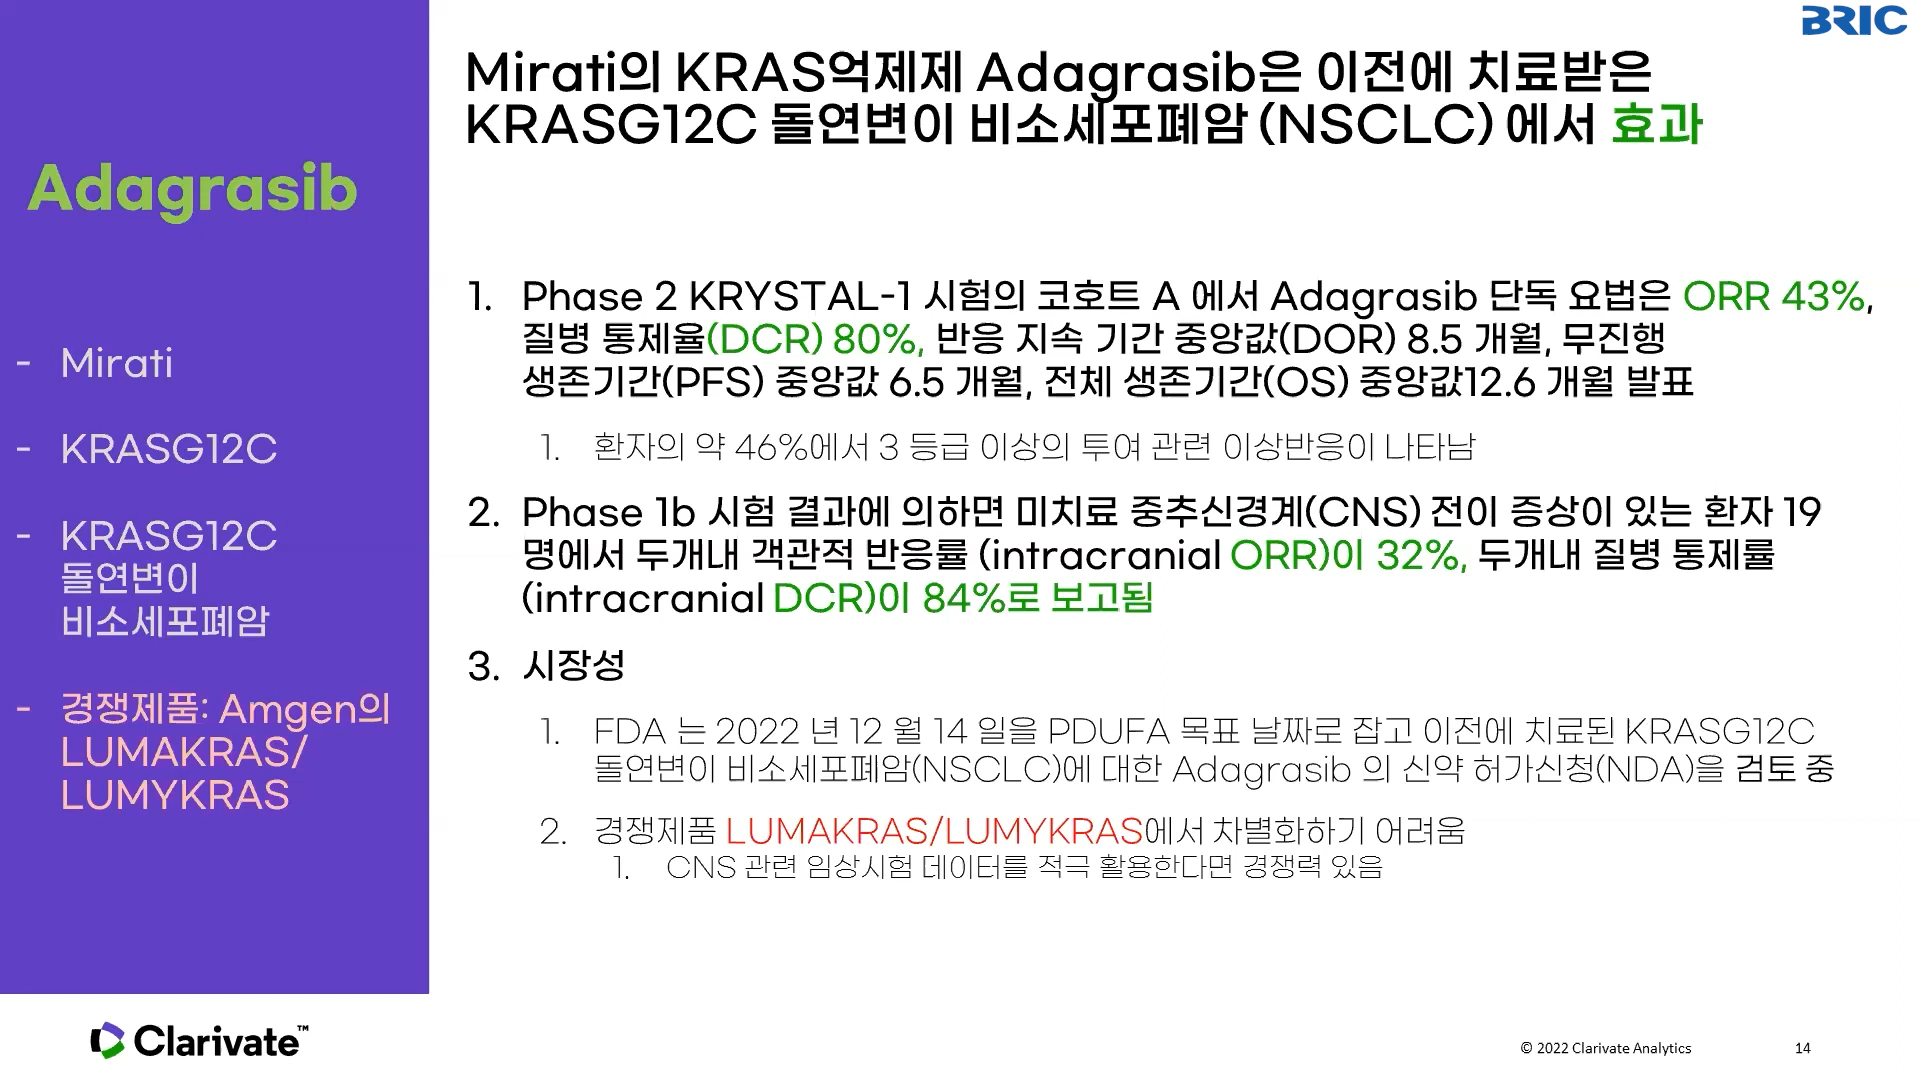 BRIC
Mirati의 KRAS억제제 Adagrasib은 이전에 치료받은
KRASG12C 돌연변이 비소세포폐암 (NSCLC) 에서 효과
Adagrasib
- Mirati
- KRASG12C
- KRASG12C
돌연변이
비소세포폐암
- 경쟁제품: Amgen의
LUMAKRAS/
LUMYKRAS
1. Phase 2 KRYSTAL-1 시험의 코호트 A 에서 Adagrasib 단독 요법은 ORR 43%,
질병 통제율(DCR) 80%, 반응 지속 기간 중앙값(DOR) 8.5 개월, 무진행
생존기간(PFS) 중앙값 6.5 개월, 전체 생존기간(OS) 중앙값12.6 개월 발표
1. 환자의 약 46%에서 3 등급 이상의 투여 관련 이상반응이 나타남
2. Phase 1b 시험 결과에 의하면 미치료 중추신경계(CNS) 전이 증상이 있는 환자 19
명에서 두개내 객관적 반응률 (intracranial ORR)이 32%, 두개내 질병 통제률
(intracranial DCR)이 84%로 보고됨
3. 시장성
1. FDA 는 2022 년 12 월 14 일을 PDUFA 목표 날짜로 잡고 이전에 치료된 KRASG12C
돌연변이 비소세포폐암(NSCLC)에 대한 Adagrasib 의 신약 허가신청(NDA)을 검토 중
2. 경쟁제품 LUMAKRAS/LUMYKRAS에서 차별화하기 어려움
1. CNS 관련 임상시험 데이터를 적극 활용한다면 경쟁력 있음
Clarivate™
© 2022 Clarivate Analytics 14